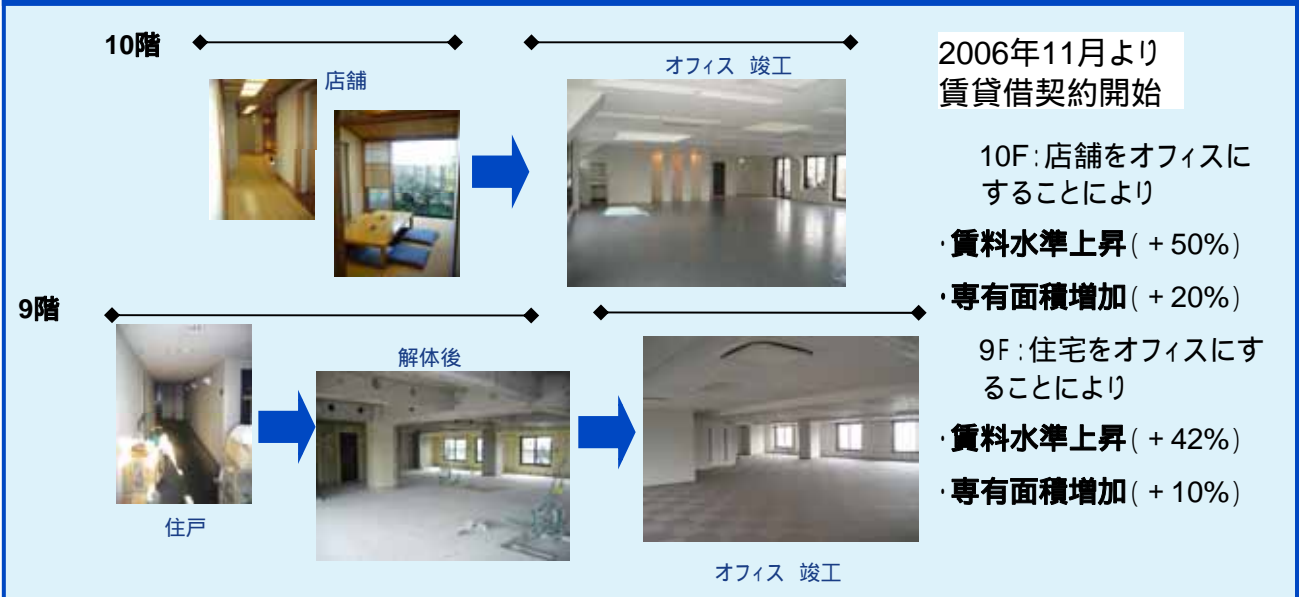 10階
店舗
オフィス 竣工
2006年11月より
賃貸借契約開始
10F:店舗をオフィスに
することにより
・賃料水準上昇(+50%)
・専有面積増加(+20%)
9階
住戸
解体後
オフィス 竣工
9F:住宅をオフィスにす
ることにより
・賃料水準上昇(+42%)
・専有面積増加(+10%)